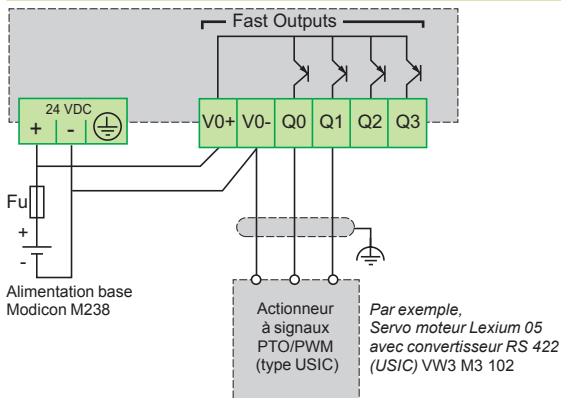 Fast Outputs
24 VDC
+ -
V0+ V0- Q0 Q1 Q2 Q3
Fu
+
-
Alimentation base
Modicon M238
Actionneur
à signaux
PTO/PWM
(type USIC)
Par exemple,
Servo moteur Lexium 05
avec convertisseur RS 422
(USIC) VW3 M3 102